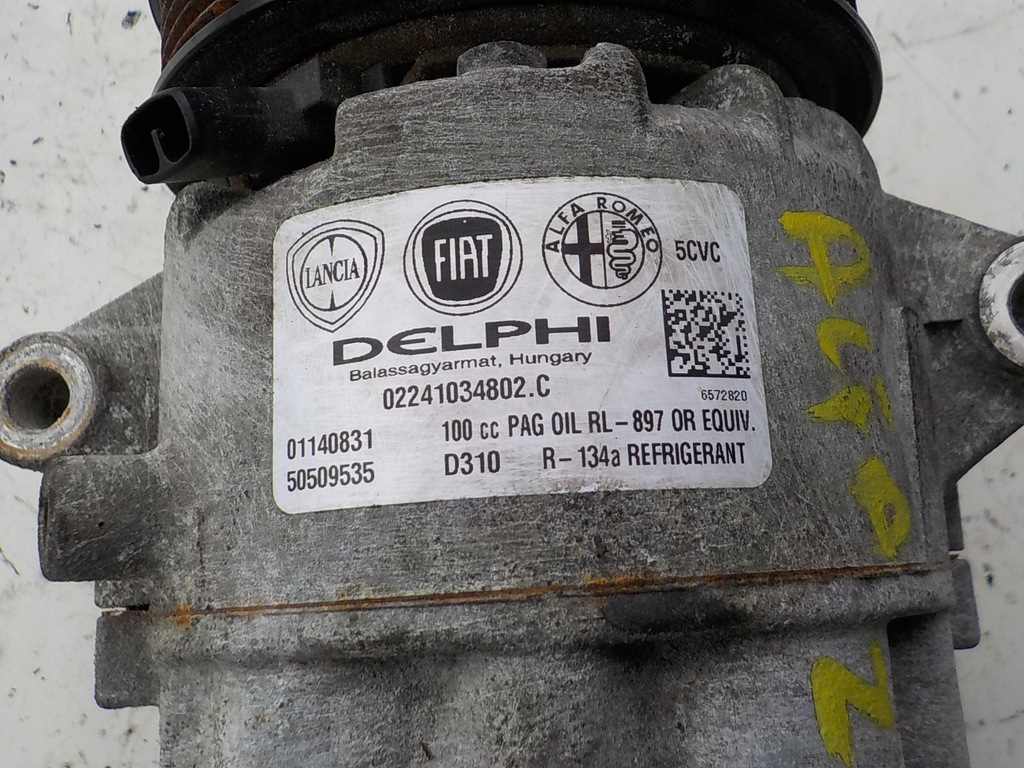 LANCIA
FIAT
ALFA ROMEO
5CVC
DELPHI
Balassagyarmat, Hungary
02241034802.C
6572820
01140831 100 cc PAG OIL RL-897 OR EQUIV.
50509535 D310 R-134a REFRIGERANT